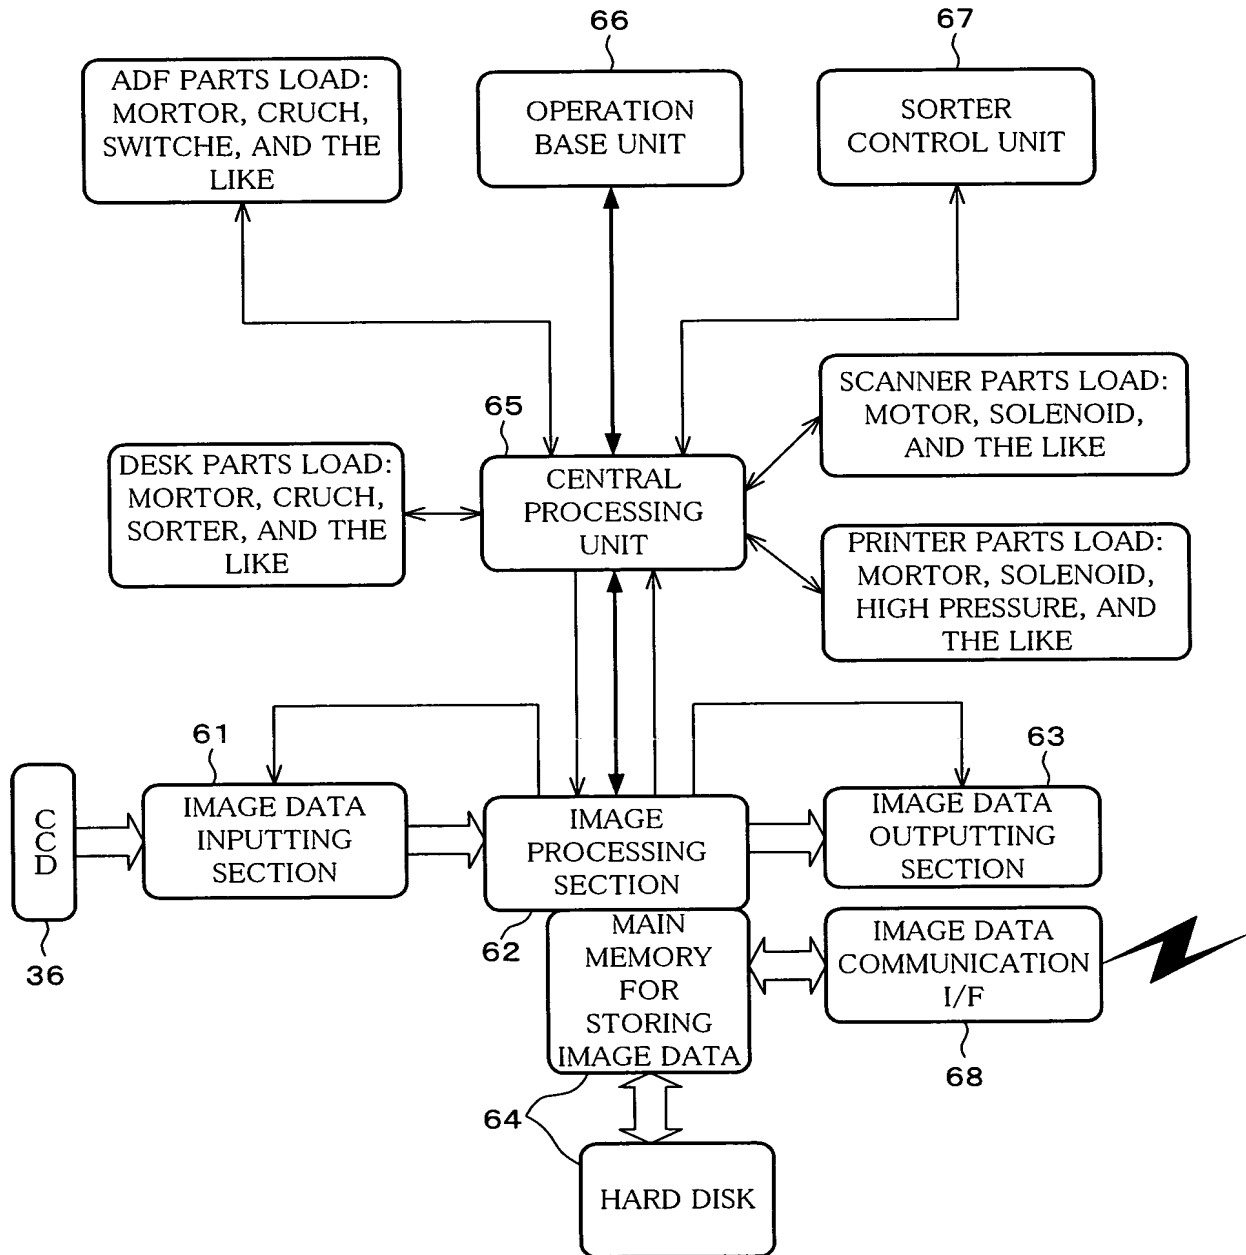 66
67
ADF PARTS LOAD:
MORTOR, CRUCH,
SWITCHE, AND THE
LIKE
OPERATION
BASE UNIT
SORTER
CONTROL UNIT
65
SCANNER PARTS LOAD:
MOTOR, SOLENOID,
AND THE LIKE
DESK PARTS LOAD:
MORTOR, CRUCH,
SORTER, AND THE
LIKE
CENTRAL
PROCESSING
UNIT
PRINTER PARTS LOAD:
MORTOR, SOLENOID,
HIGH PRESSURE, AND
THE LIKE
61
63
CCD
IMAGE DATA
INPUTTING
SECTION
IMAGE
PROCESSING
SECTION
IMAGE DATA
OUTPUTTING
SECTION
36
62
MAIN
MEMORY
FOR
STORING
IMAGE DATA
IMAGE DATA
COMMUNICATION
I/F
68
64
HARD DISK